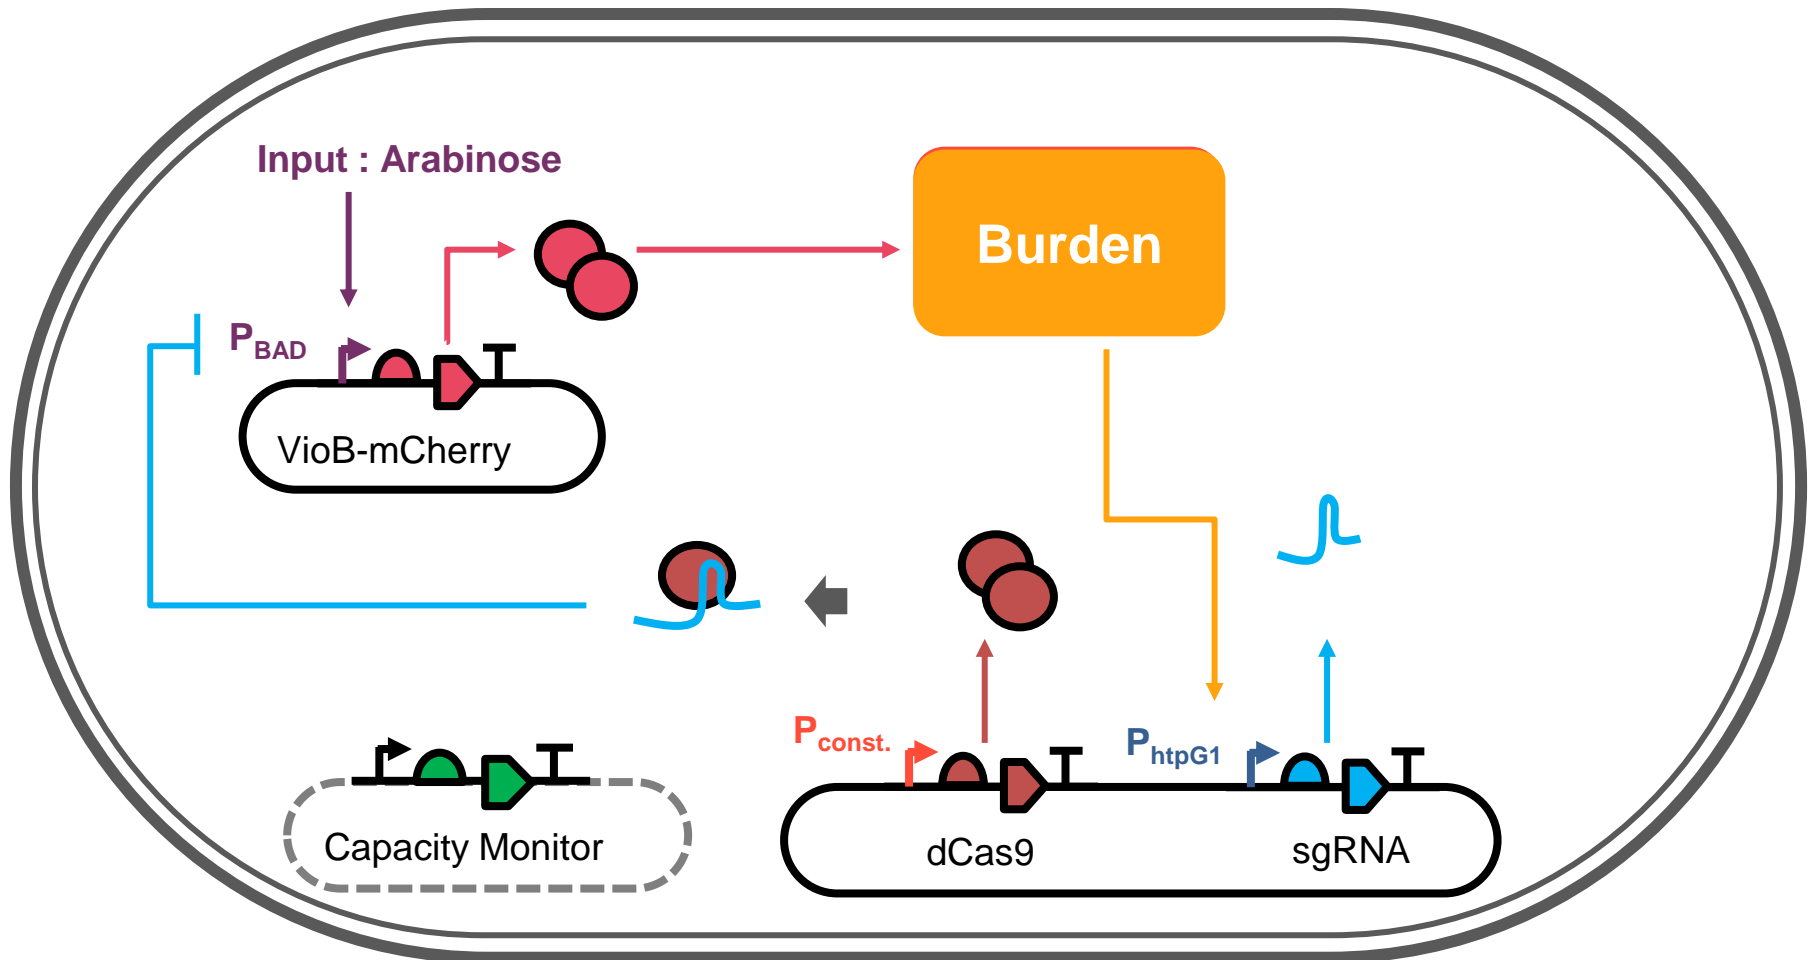 Input : Arabinose
Burden
PBAD
VioB-mCherry
Pconst.
PhtpG1
Capacity Monitor
dCas9
sgRNA